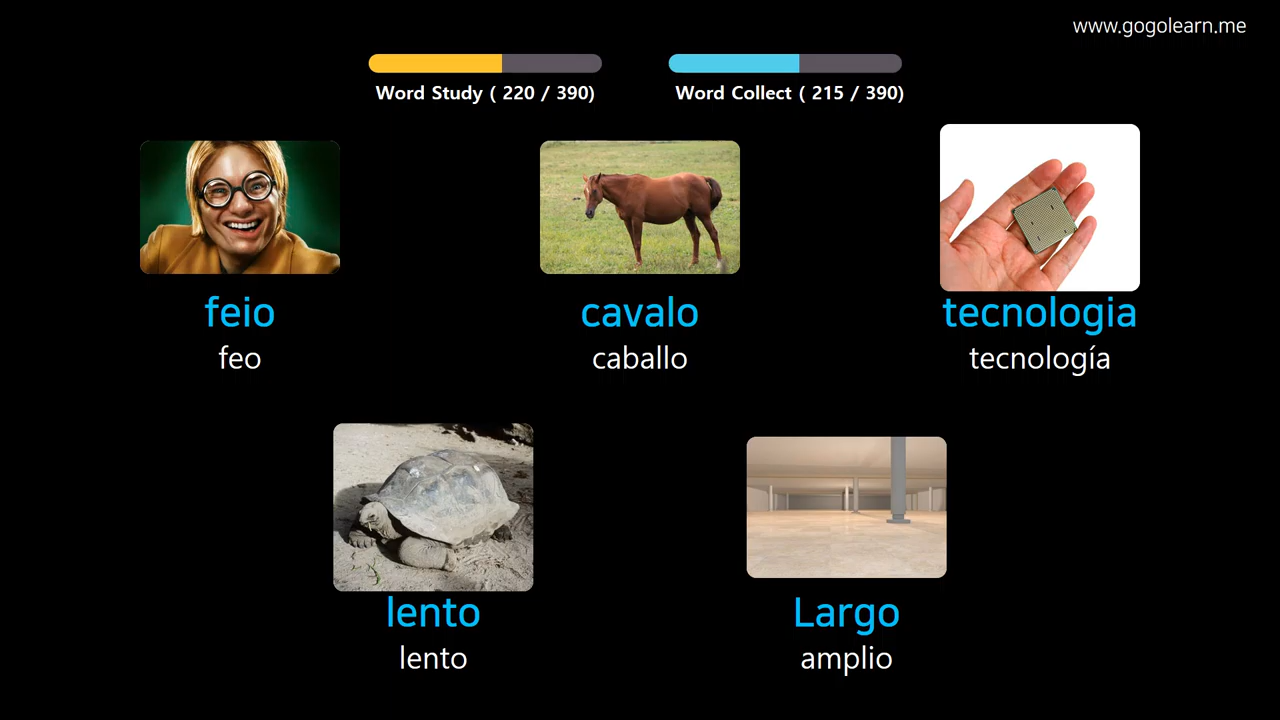 www.gogolearn.me
Word Study ( 220 / 390)
Word Collect ( 215 / 390)
feio
feo
cavalo
caballo
tecnologia
tecnología
lento
lento
Largo
amplio